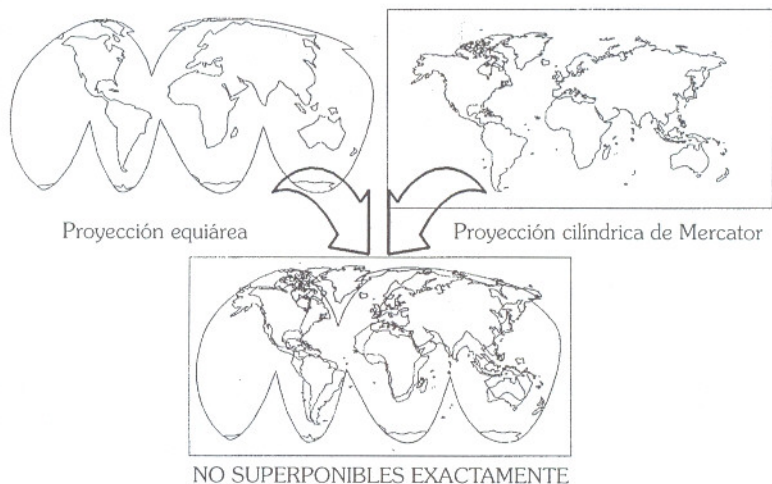 Proyección equiárea
Proyección cilíndrica de Mercator
NO SUPERPONIBLES EXACTAMENTE